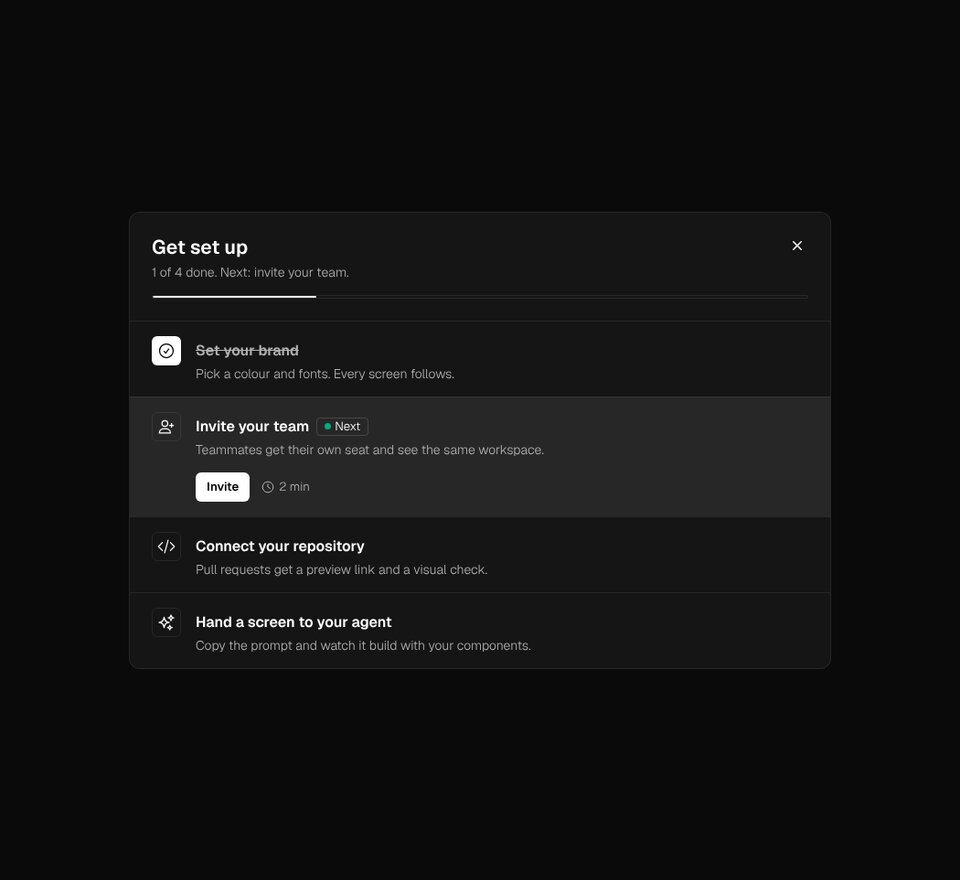 Get set up
1 of 4 done. Next: invite your team.
Set your brand
Pick a colour and fonts. Every screen follows.
Invite your team Next
Teammates get their own seat and see the same workspace.
Invite 2 min
Connect your repository
Pull requests get a preview link and a visual check.
Hand a screen to your agent
Copy the prompt and watch it build with your components.